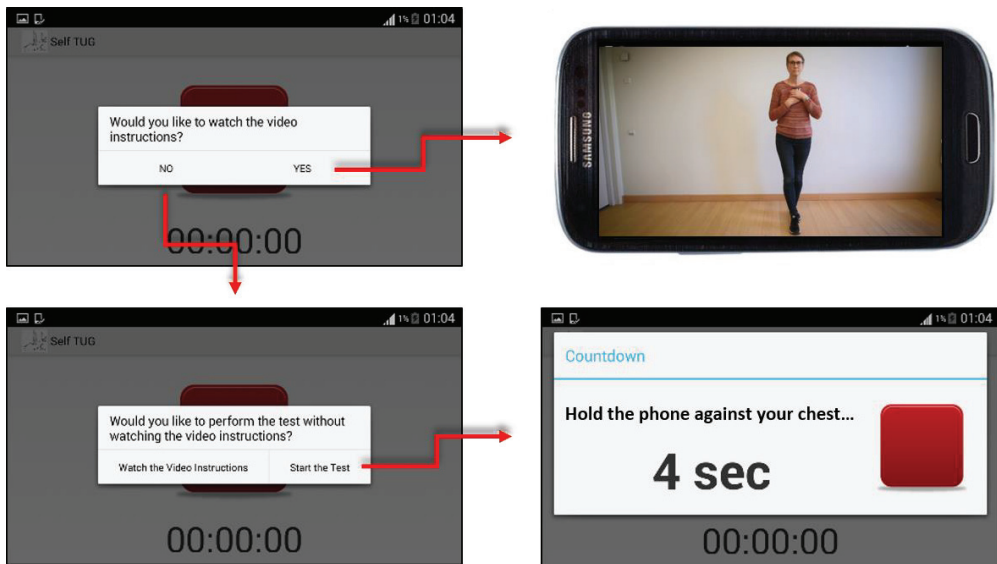 1% 01:04
Self TUG
Would you like to watch the video
instructions?
NO YES
00:00:00
SAMSUNG
1% 01:04
Self TUG
Would you like to perform the test without
watching the video instructions?
Watch the Video Instructions Start the Test
00:00:00
1% 01:04
Countdown
Hold the phone against your chest...
4 sec
00:00:00